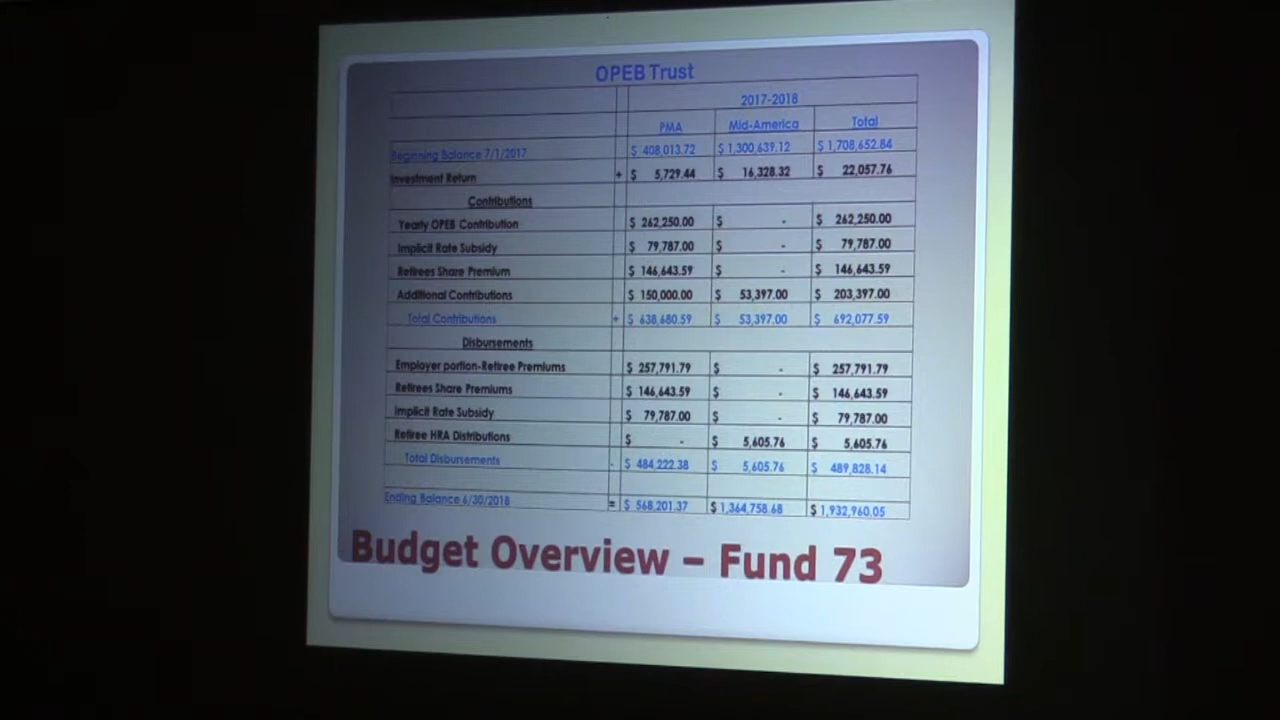 OPEB Trust
2017-2018
PMA Mid-America Total
Beginning Balance 7/1/2017 $ 408,013.72 $ 1,300,639.12 $ 1,708,652.84
Investment Return + $ 5,729.44 $ 16,328.32 $ 22,057.76
Contributions
Yearly OPEB Contribution $ 262,250.00 $ - $ 262,250.00
Implicit Rate Subsidy $ 79,787.00 $ - $ 79,787.00
Retirees Share Premium $ 146,643.59 $ - $ 146,643.59
Additional Contributions $ 150,000.00 $ 53,397.00 $ 203,397.00
Total Contributions + $ 638,680.59 $ 53,397.00 $ 692,077.59
Disbursements
Employer portion-Retiree Premiums $ 257,791.79 $ - $ 257,791.79
Retirees Share Premiums $ 146,643.59 $ - $ 146,643.59
Implicit Rate Subsidy $ 79,787.00 $ - $ 79,787.00
Retiree HRA Distributions $ - $ 5,605.76 $ 5,605.76
Total Disbursements - $ 484,222.38 $ 5,605.76 $ 489,828.14
Ending Balance 6/30/2018 = $ 568,201.37 $ 1,364,758.68 $ 1,932,960.05
Budget Overview – Fund 73